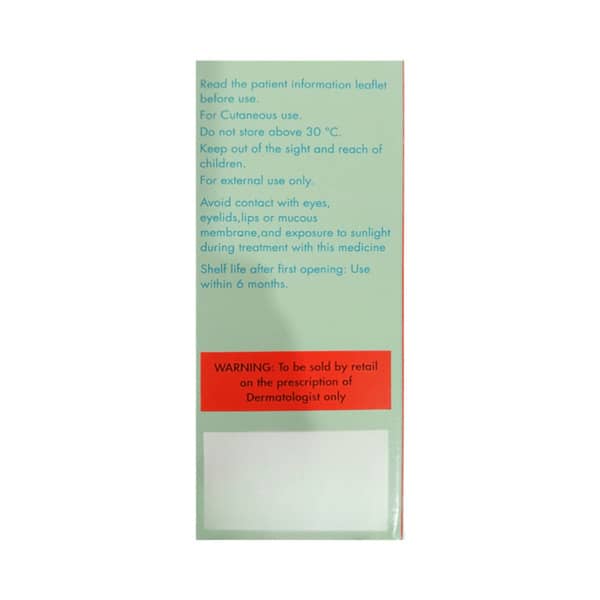 Read the patient information leaflet
before use.
For Cutaneous use.
Do not store above 30 °C.
Keep out of the sight and reach of
children.
For external use only.
Avoid contact with eyes,
eyelids,lips or mucous
membrane,and exposure to sunlight
during treatment with this medicine
Shelf life after first opening: Use
within 6 months.
WARNING: To be sold by retail
on the prescription of
Dermatologist only